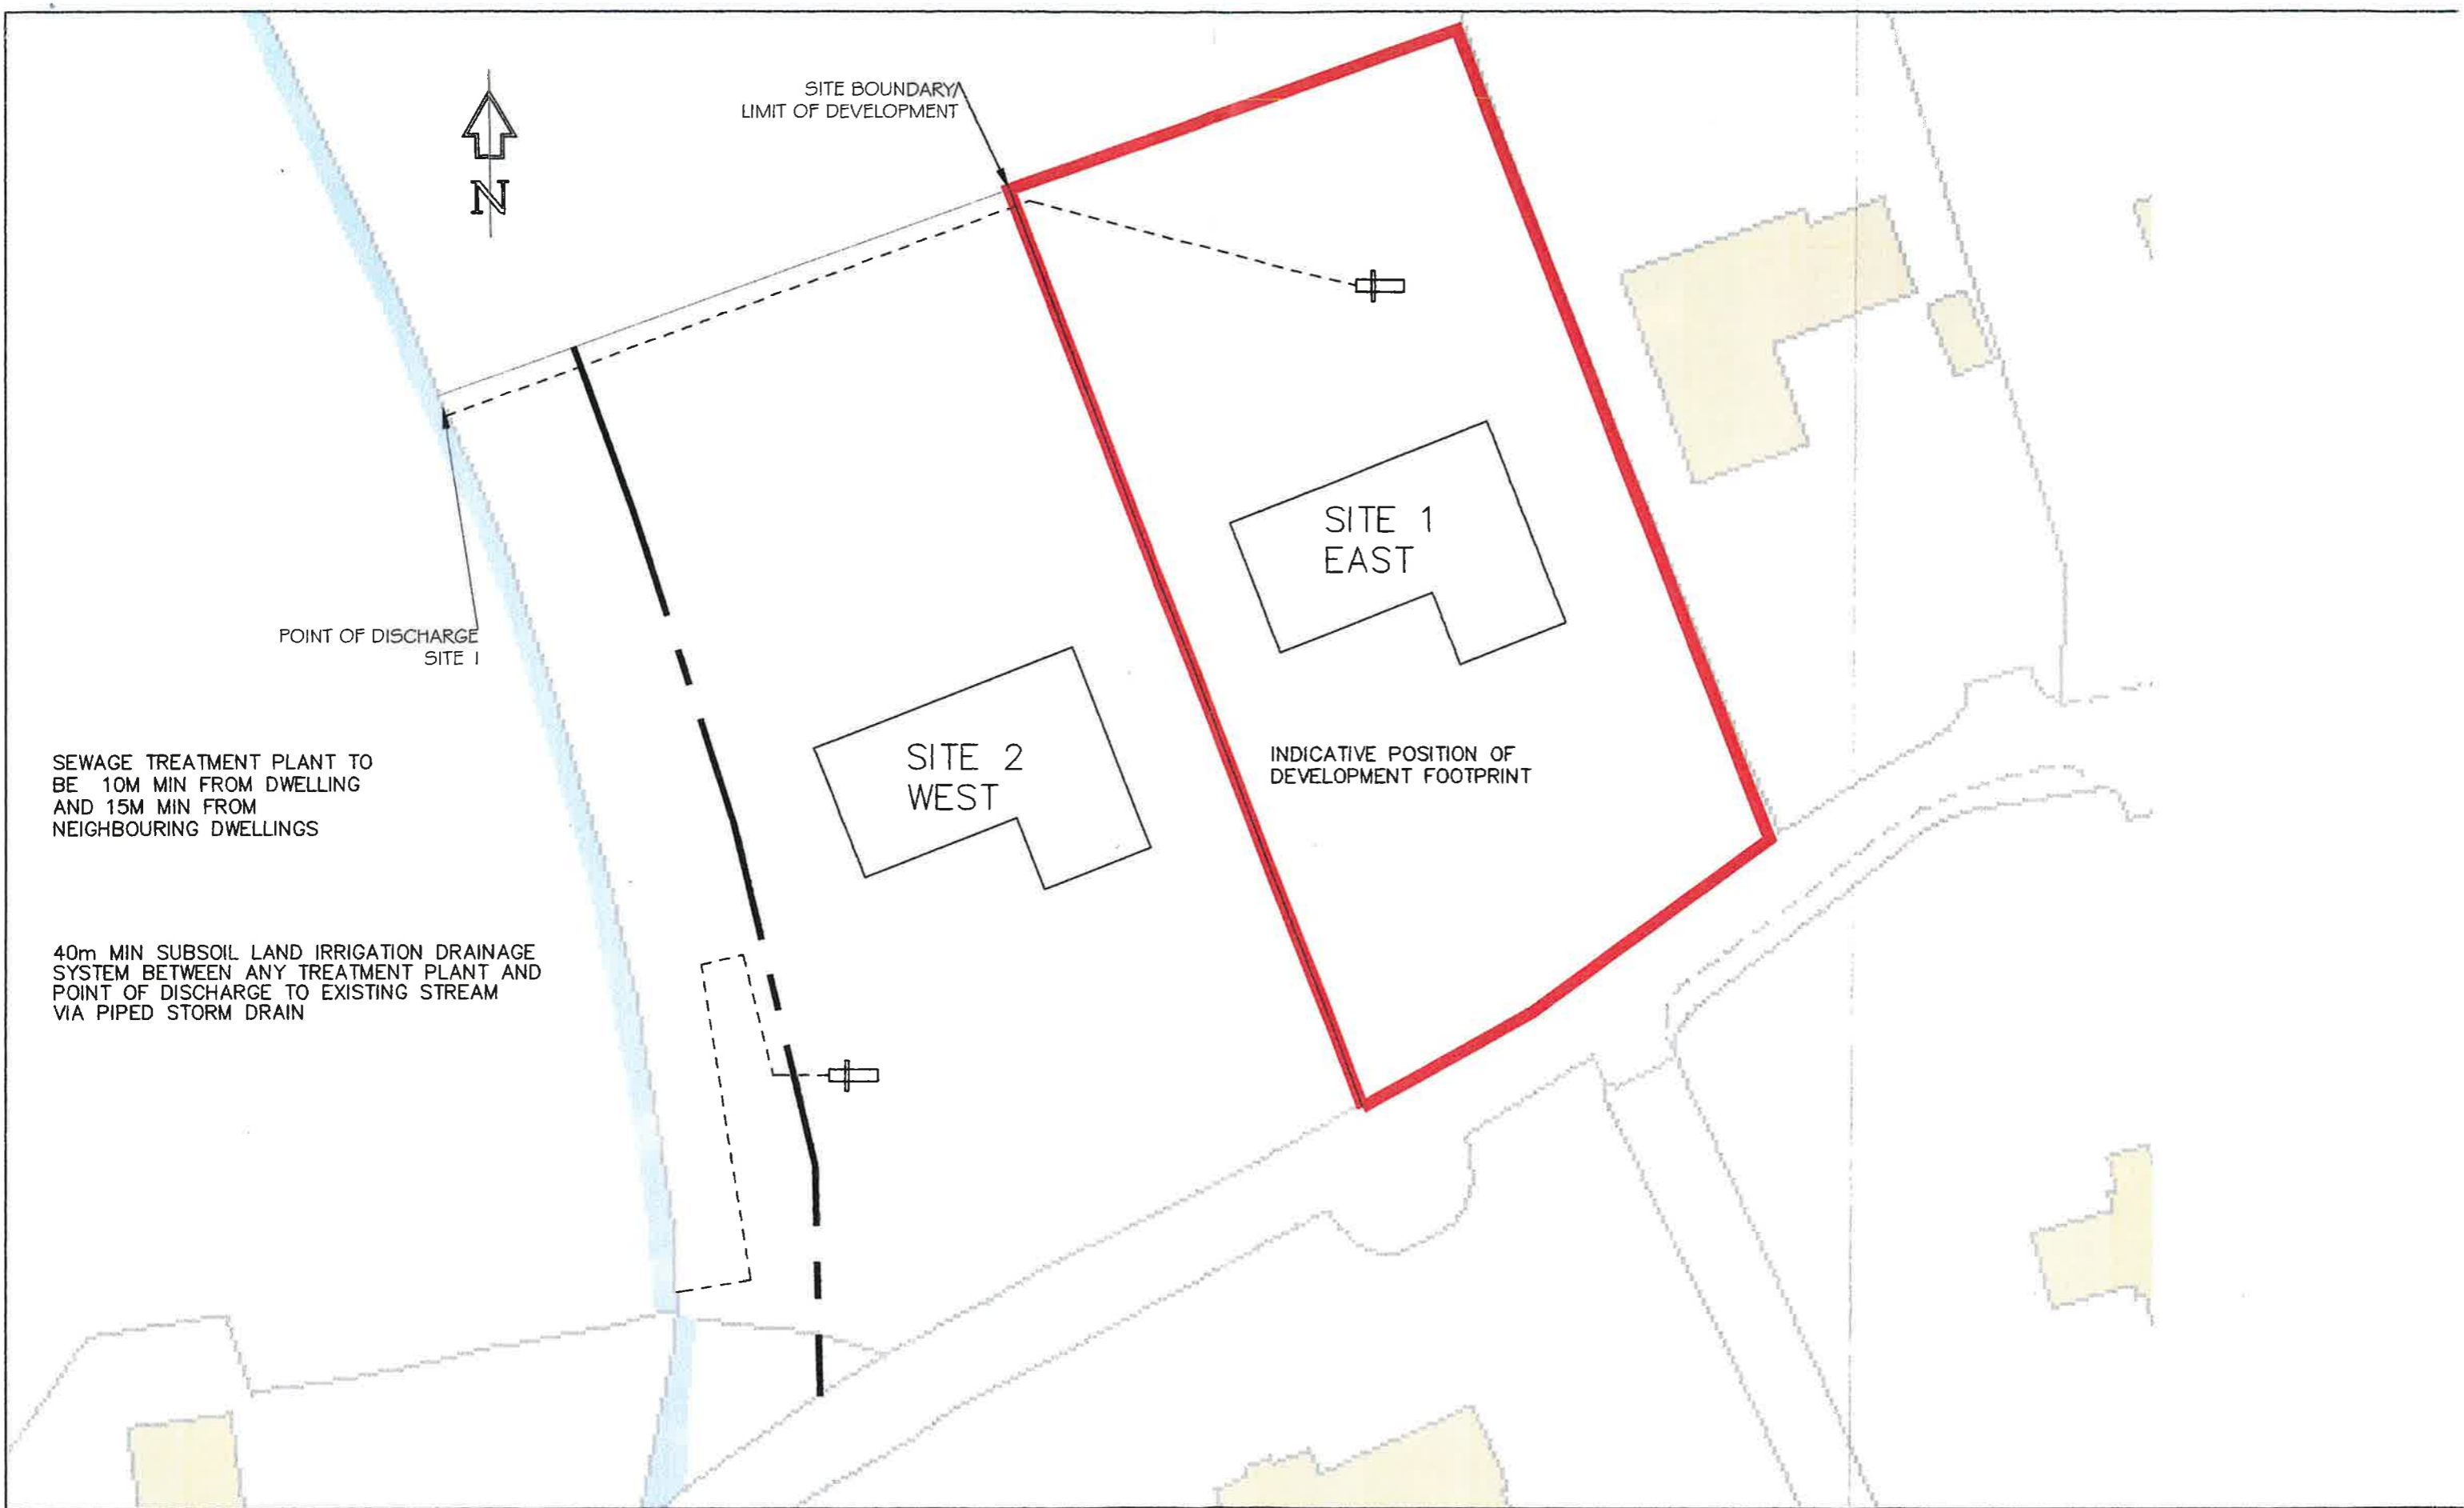 SITE BOUNDARY/
LIMIT OF DEVELOPMENT
N
SITE 1
EAST
POINT OF DISCHARGE
SITE 1
SITE 2
WEST
INDICATIVE POSITION OF
DEVELOPMENT FOOTPRINT
SEWAGE TREATMENT PLANT TO
BE 10M MIN FROM DWELLING
AND 15M MIN FROM
NEIGHBOURING DWELLINGS
40m MIN SUBSOIL LAND IRRIGATION DRAINAGE
SYSTEM BETWEEN ANY TREATMENT PLANT AND
POINT OF DISCHARGE TO EXISTING STREAM
VIA PIPED STORM DRAIN